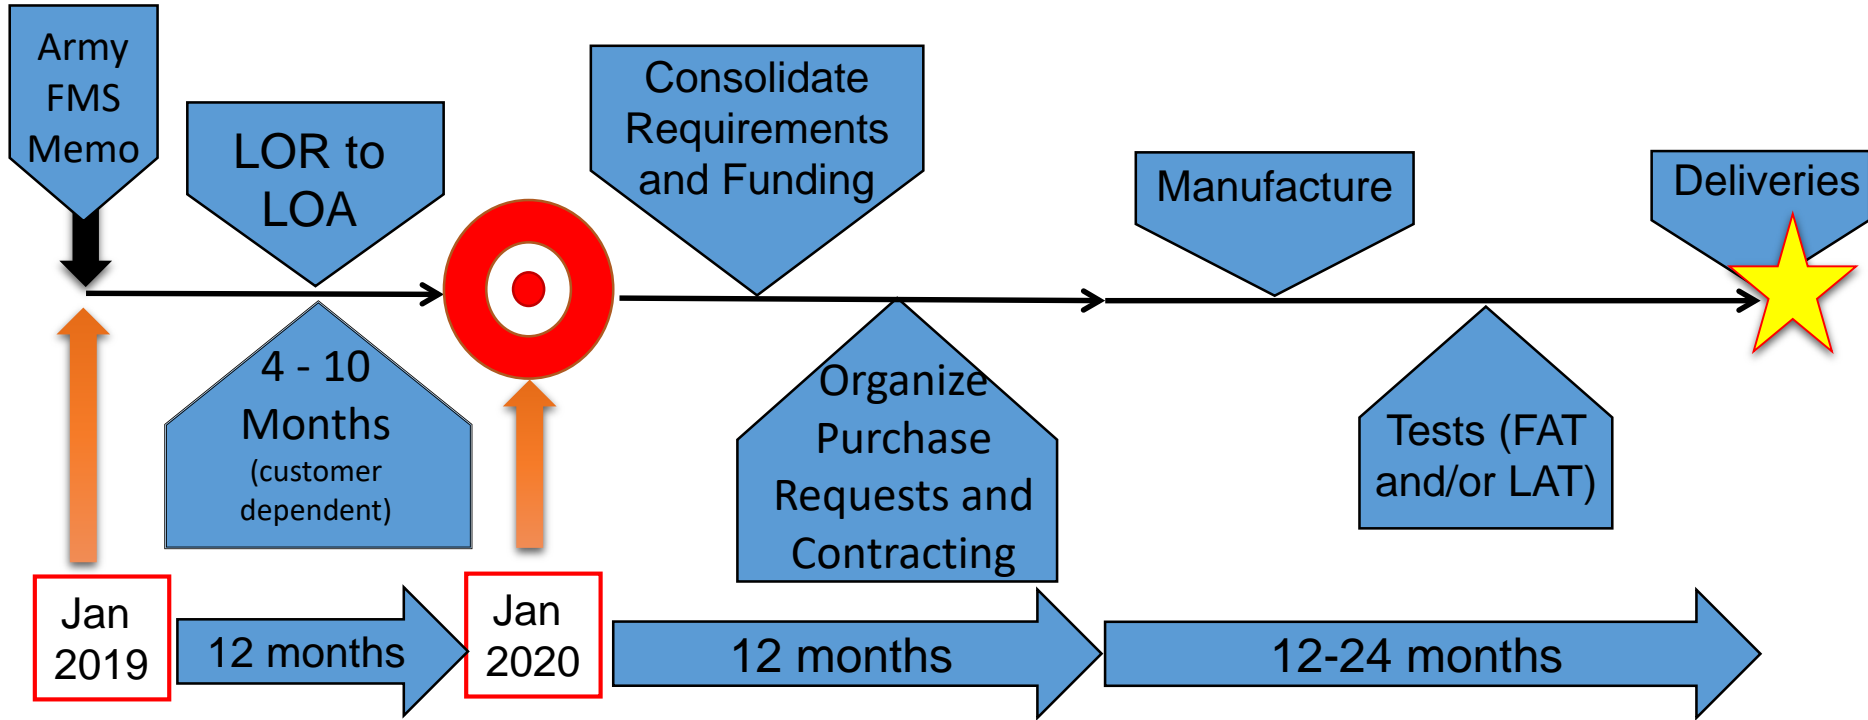 Army
FMS
Memo
LOR to
LOA
Consolidate
Requirements
and Funding
Manufacture
Deliveries
4 - 10
Months
(customer
dependent)
Organize
Purchase
Requests and
Contracting
Tests (FAT
and/or LAT)
Jan
2019
12 months
Jan
2020
12 months
12-24 months